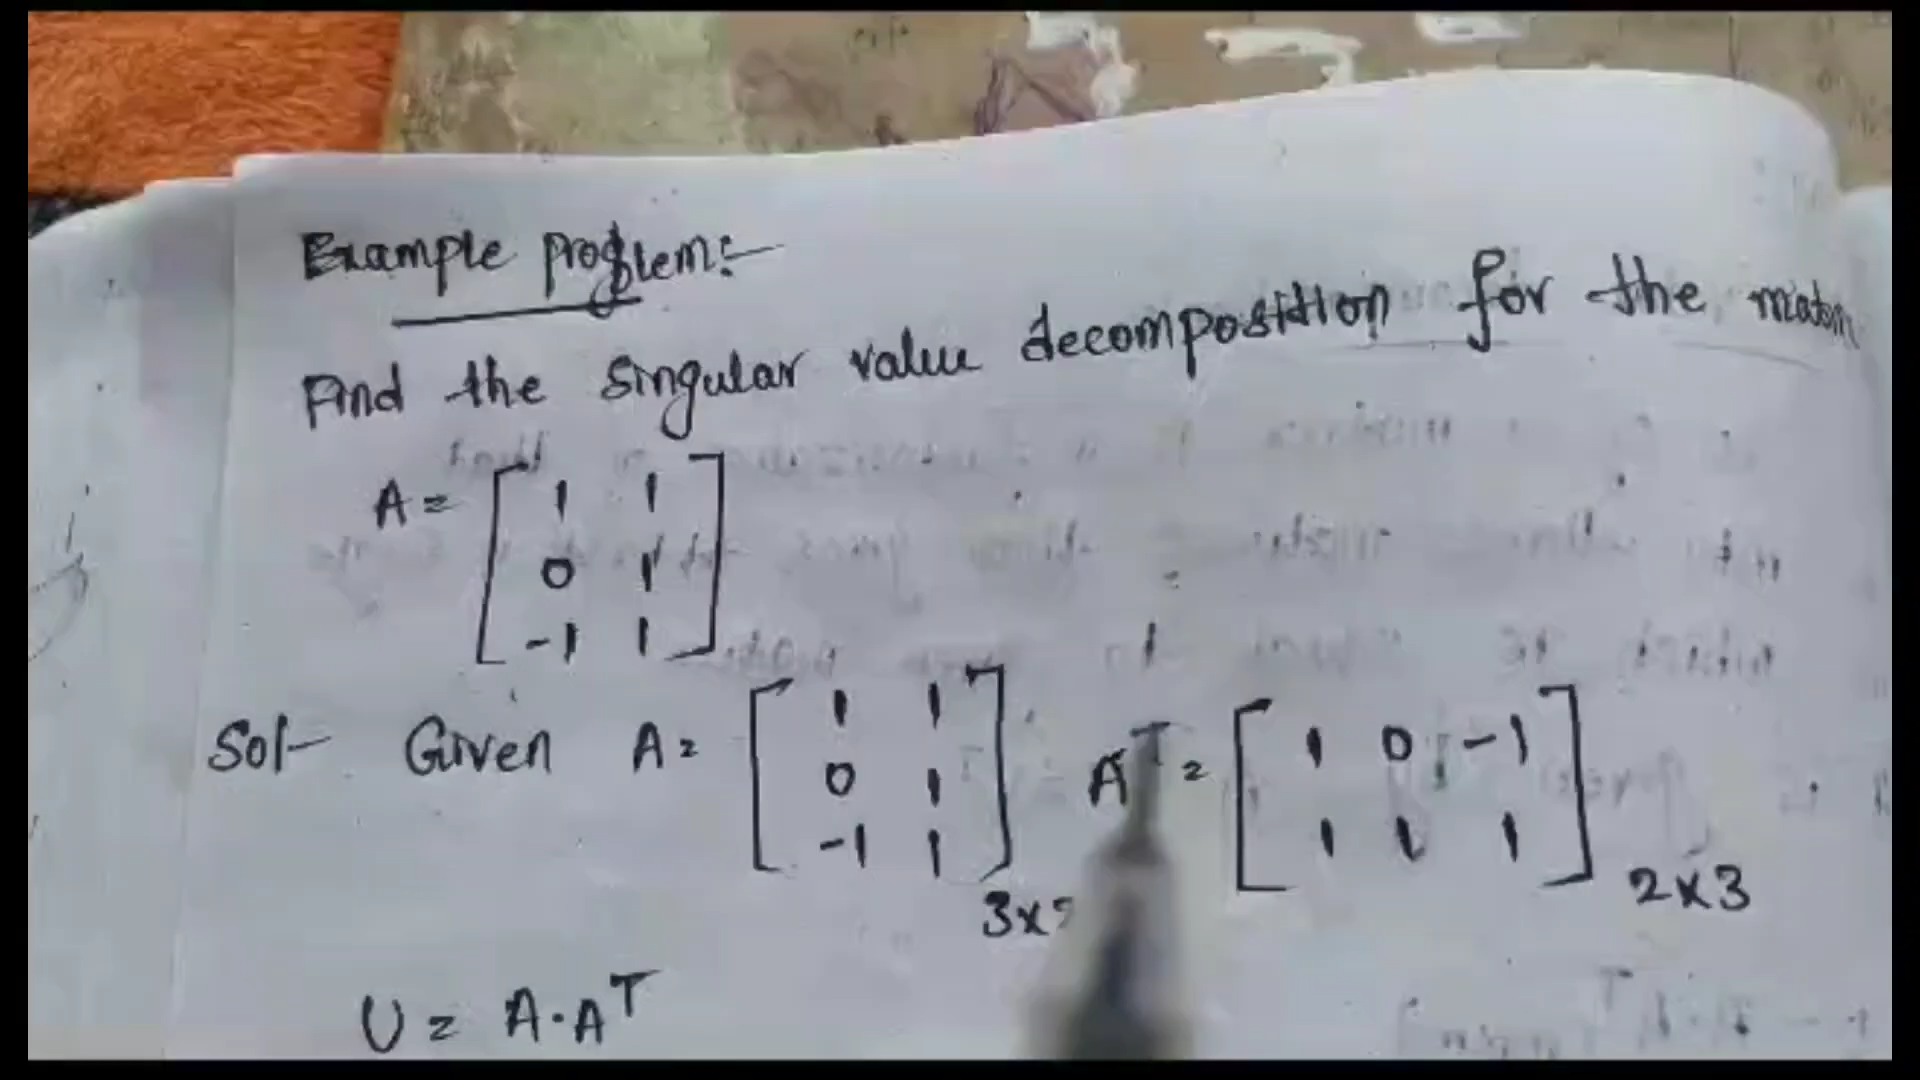 Example problem:-
Find the singular value decomposition for the
A = [ 1 1
0 1
-1 1 ]
Sol- Given A = [ 1 1 0 1 -1 1 ] 3x A^T = [ 1 0 -1 1 1 1 ] 2x3
U = A.A^T